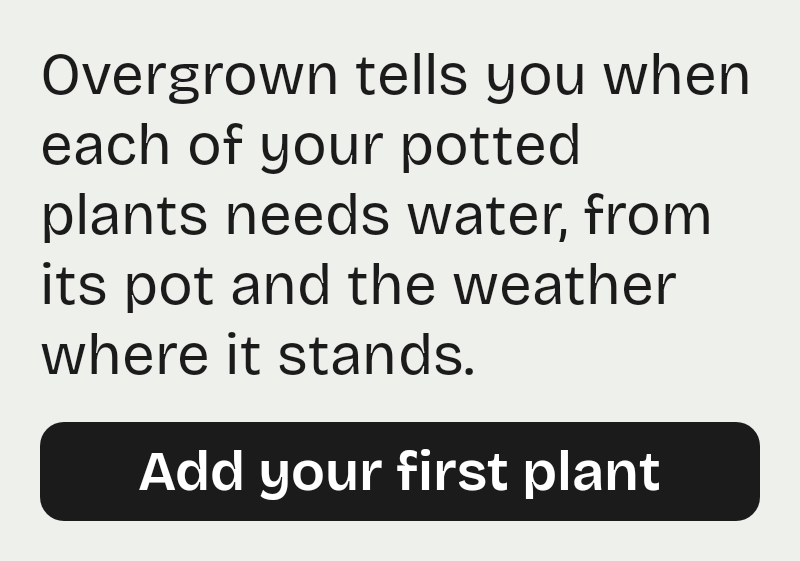 Overgrown tells you when
each of your potted
plants needs water, from
its pot and the weather
where it stands.
Add your first plant